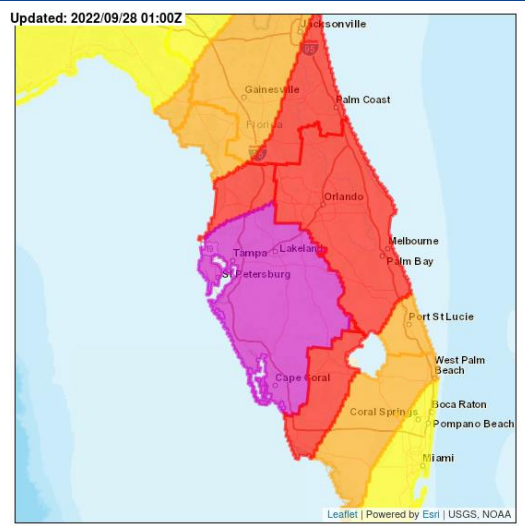 Updated: 2022/09/28 01:00Z
Jacksonville
95
Gainesville
Palm Coast
Florida
Orlando
Melbourne
Tampa
Lakeland
Palm Bay
St Petersburg
Port St Lucie
West Palm
Beach
Cape Coral
Boca Raton
Coral Springs
Pompano Beach
Miami
Leaflet | Powered by Esri | USGS, NOAA